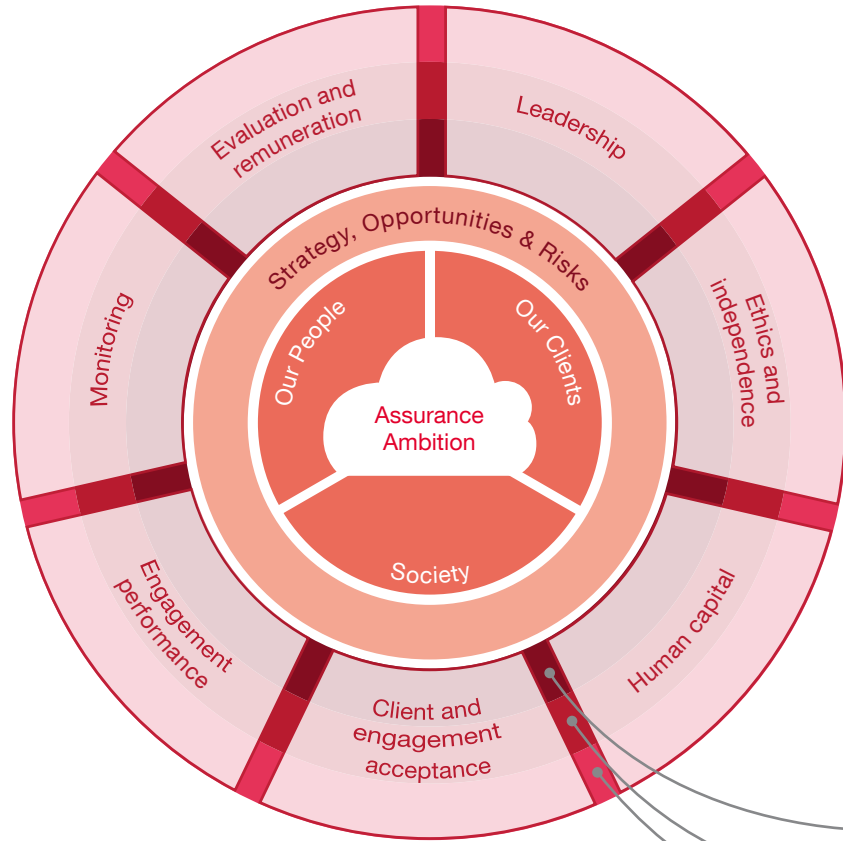 Evaluation and
remuneration
Leadership
Ethics and
independence
Human capital
Client and
engagement
acceptance
Engagement
performance
Monitoring
Strategy, Opportunities & Risks
Our People
Our Clients
Society
Assurance
Ambition